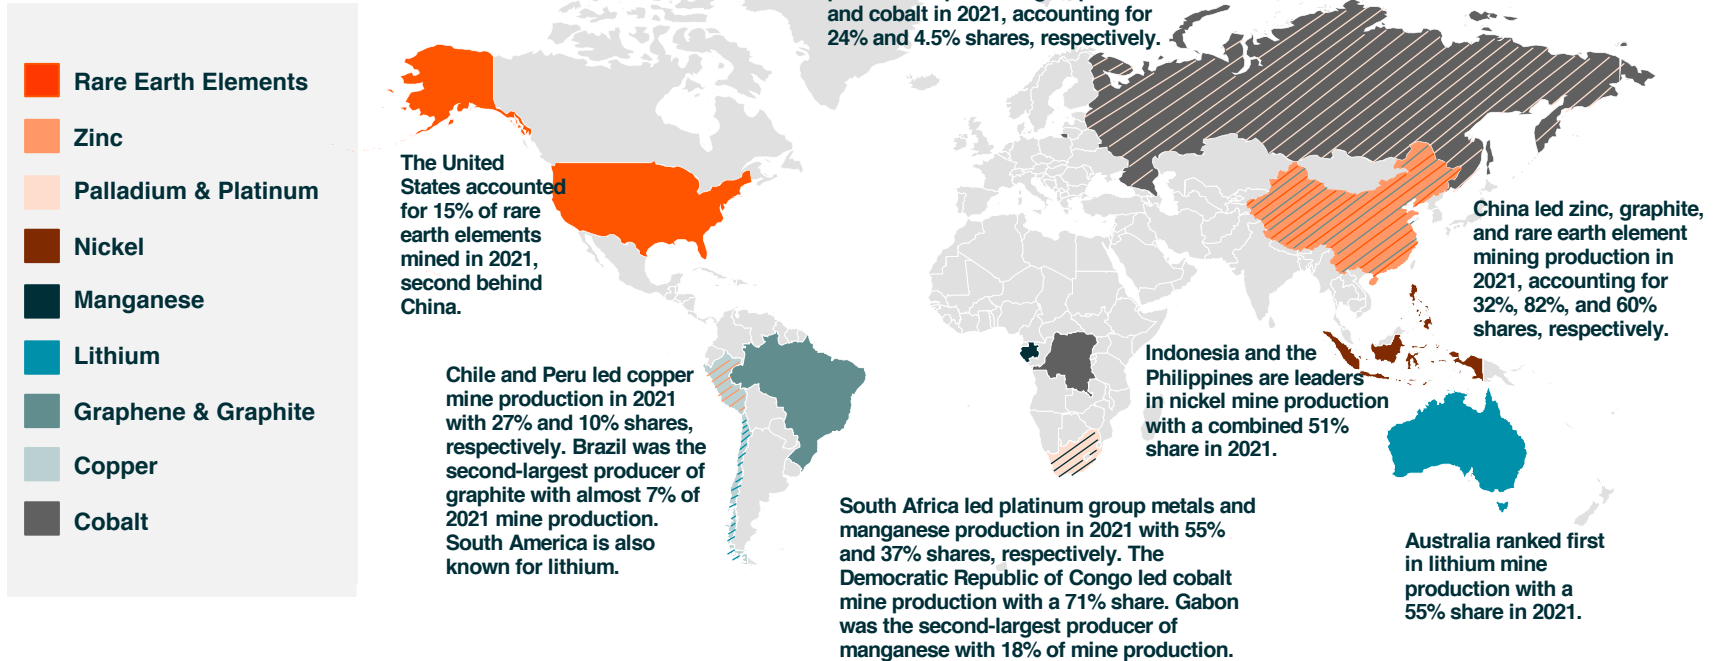 Rare Earth Elements
Zinc
Palladium & Platinum
Nickel
Manganese
Lithium
Graphene & Graphite
Copper
Cobalt
and cobalt in 2021, accounting for
24% and 4.5% shares, respectively.
The United
States accounted
for 15% of rare
earth elements
mined in 2021,
second behind
China.
China led zinc, graphite,
and rare earth element
mining production in
2021, accounting for
32%, 82%, and 60%
shares, respectively.
Chile and Peru led copper
mine production in 2021
with 27% and 10% shares,
respectively. Brazil was the
second-largest producer of
graphite with almost 7% of
2021 mine production.
South America is also
known for lithium.
Indonesia and the
Philippines are leaders
in nickel mine production
with a combined 51%
share in 2021.
South Africa led platinum group metals and
manganese production in 2021 with 55%
and 37% shares, respectively. The
Democratic Republic of Congo led cobalt
mine production with a 71% share. Gabon
was the second-largest producer of
manganese with 18% of mine production.
Australia ranked first
in lithium mine
production with a
55% share in 2021.